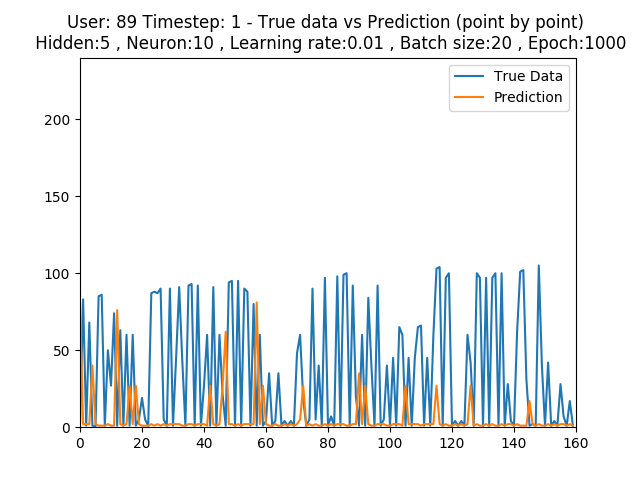 User: 89 Timestep: 1 - True data vs Prediction (point by point)
Hidden:5 , Neuron:10 , Learning rate:0.01 , Batch size:20 , Epoch:1000
True Data
Prediction
200
150
100
50
0
0 20 40 60 80 100 120 140 160